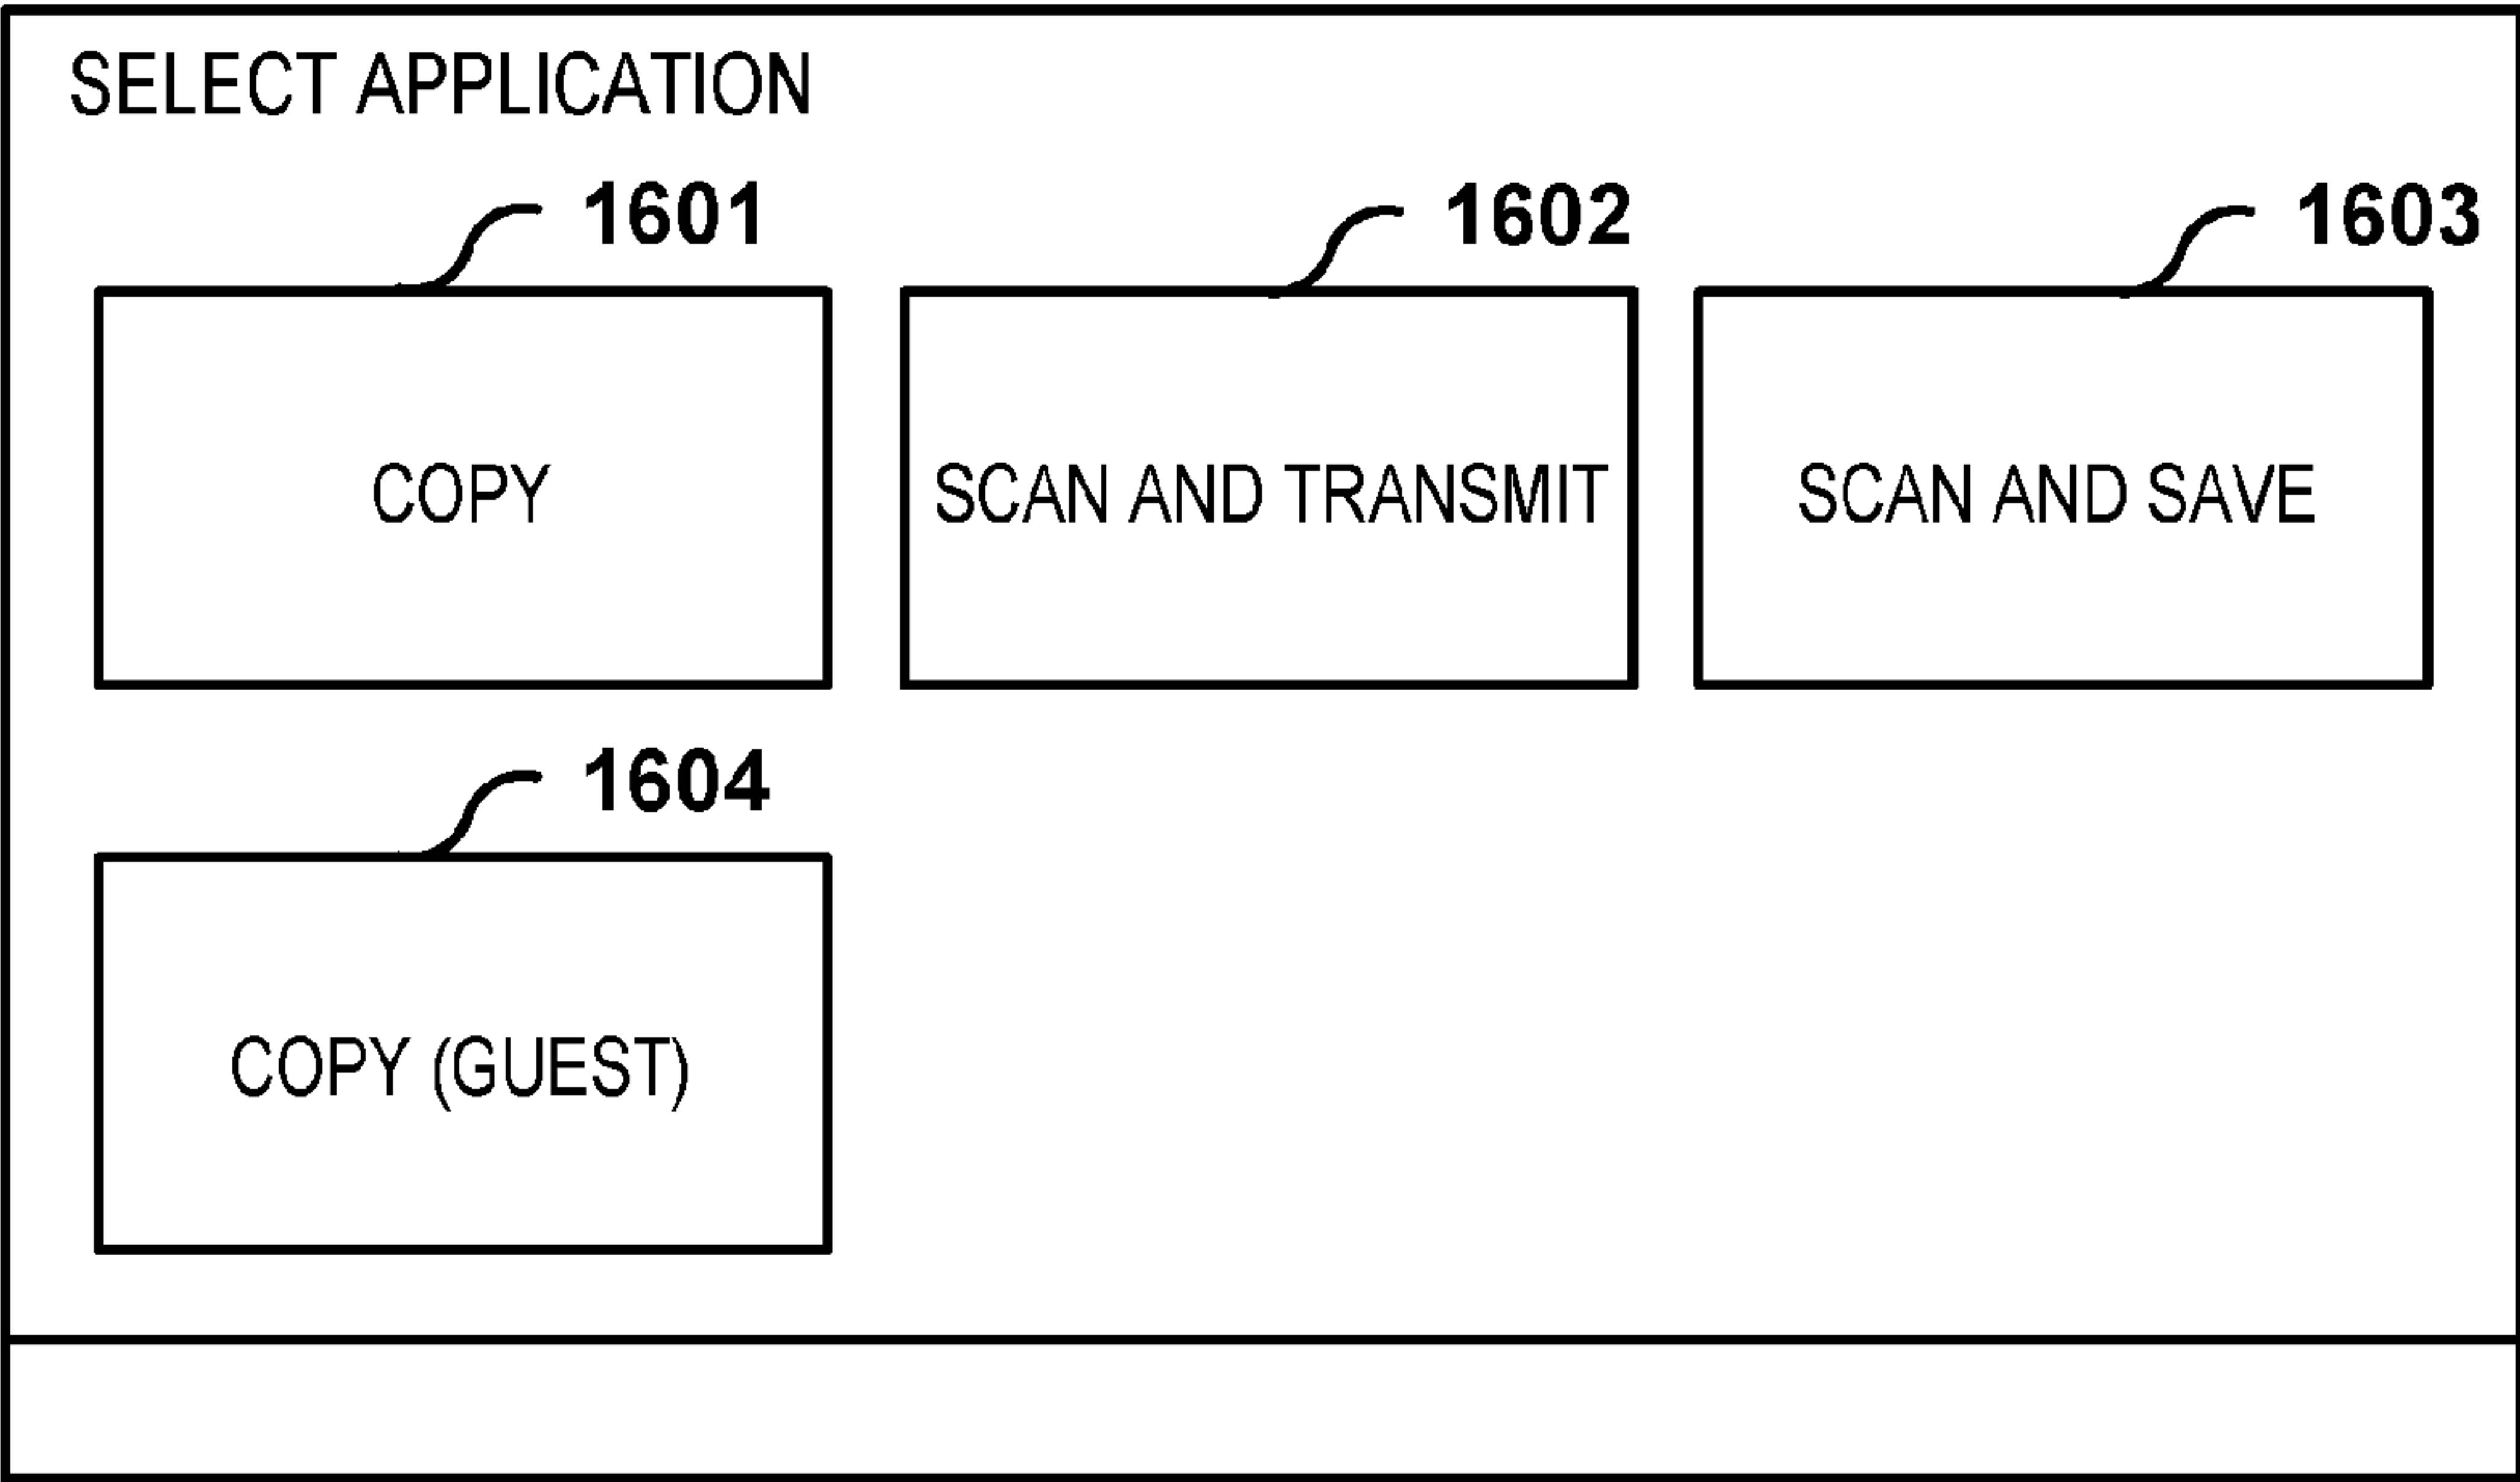 SELECT APPLICATION
1601 1602 1603
COPY SCAN AND TRANSMIT SCAN AND SAVE
1604
COPY (GUEST)